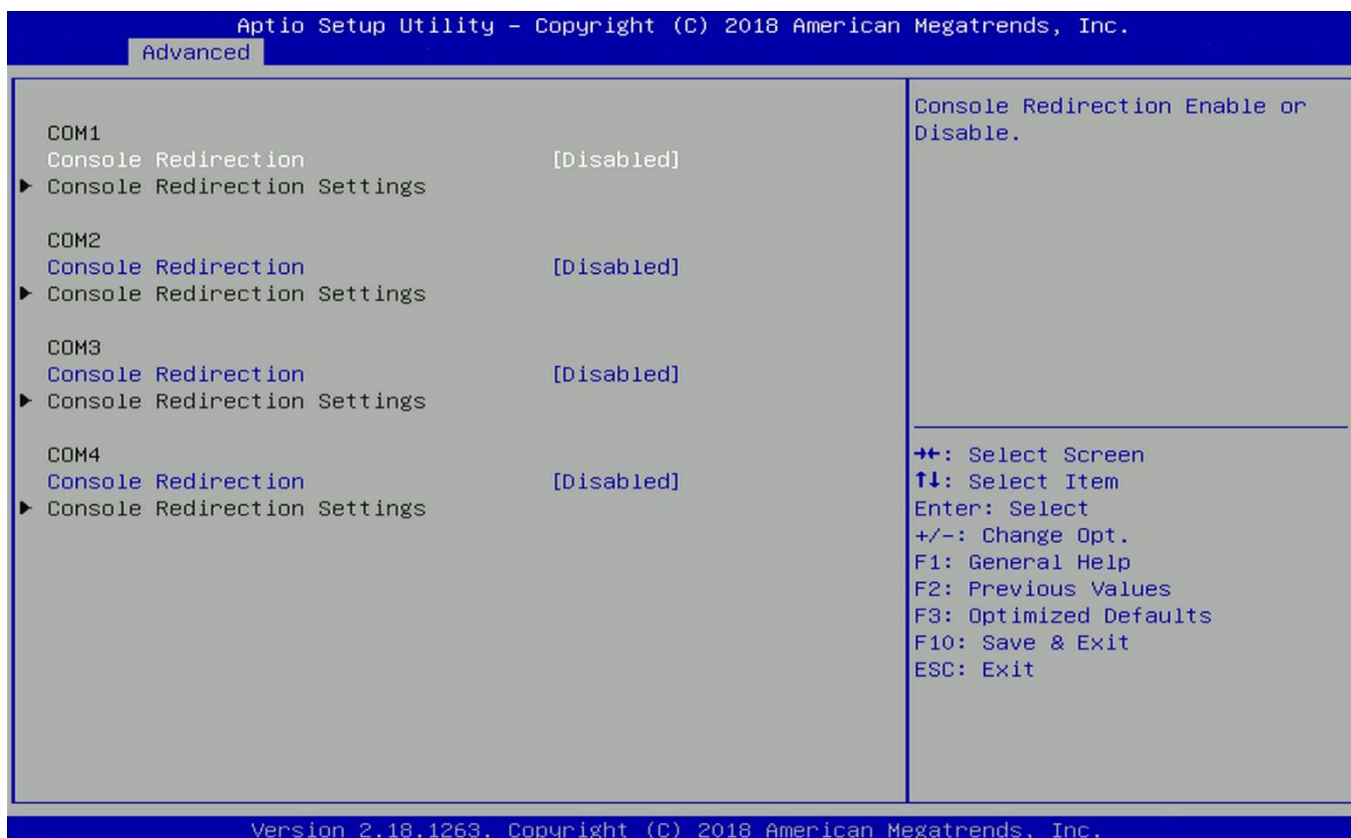 Aptio Setup Utility – Copyright (C) 2018 American Megatrends, Inc.
Advanced
COM1
Console Redirection [Disabled]
▶ Console Redirection Settings
COM2
Console Redirection [Disabled]
▶ Console Redirection Settings
COM3
Console Redirection [Disabled]
▶ Console Redirection Settings
COM4
Console Redirection [Disabled]
▶ Console Redirection Settings
Console Redirection Enable or
Disable.
→←: Select Screen
↑↓: Select Item
Enter: Select
+/-: Change Opt.
F1: General Help
F2: Previous Values
F3: Optimized Defaults
F10: Save & Exit
ESC: Exit
Version 2.18.1263. Copyright (C) 2018 American Megatrends, Inc.